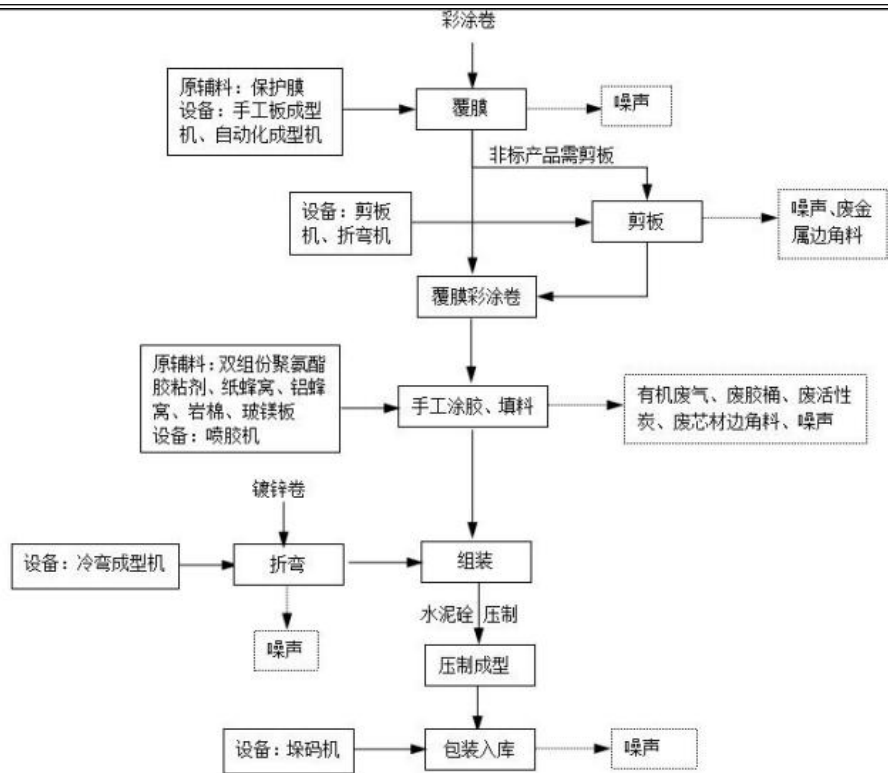 彩涂卷
原辅料：保护膜
设备：手工板成型
机、自动化成型机
覆膜
噪声
非标产品需剪板
设备：剪板
机、折弯机
剪板
噪声、废金
属边角料
覆膜彩涂卷
原辅料：双组份聚氨酯
胶粘剂、纸蜂窝、铝蜂
窝、岩棉、玻镁板
设备：喷胶机
手工涂胶、填料
有机废气、废胶桶、废活性
炭、废芯材边角料、噪声
镀锌卷
设备：冷弯成型机
折弯
组装
噪声
水泥砼
压制
压制成型
设备：垛码机
包装入库
噪声